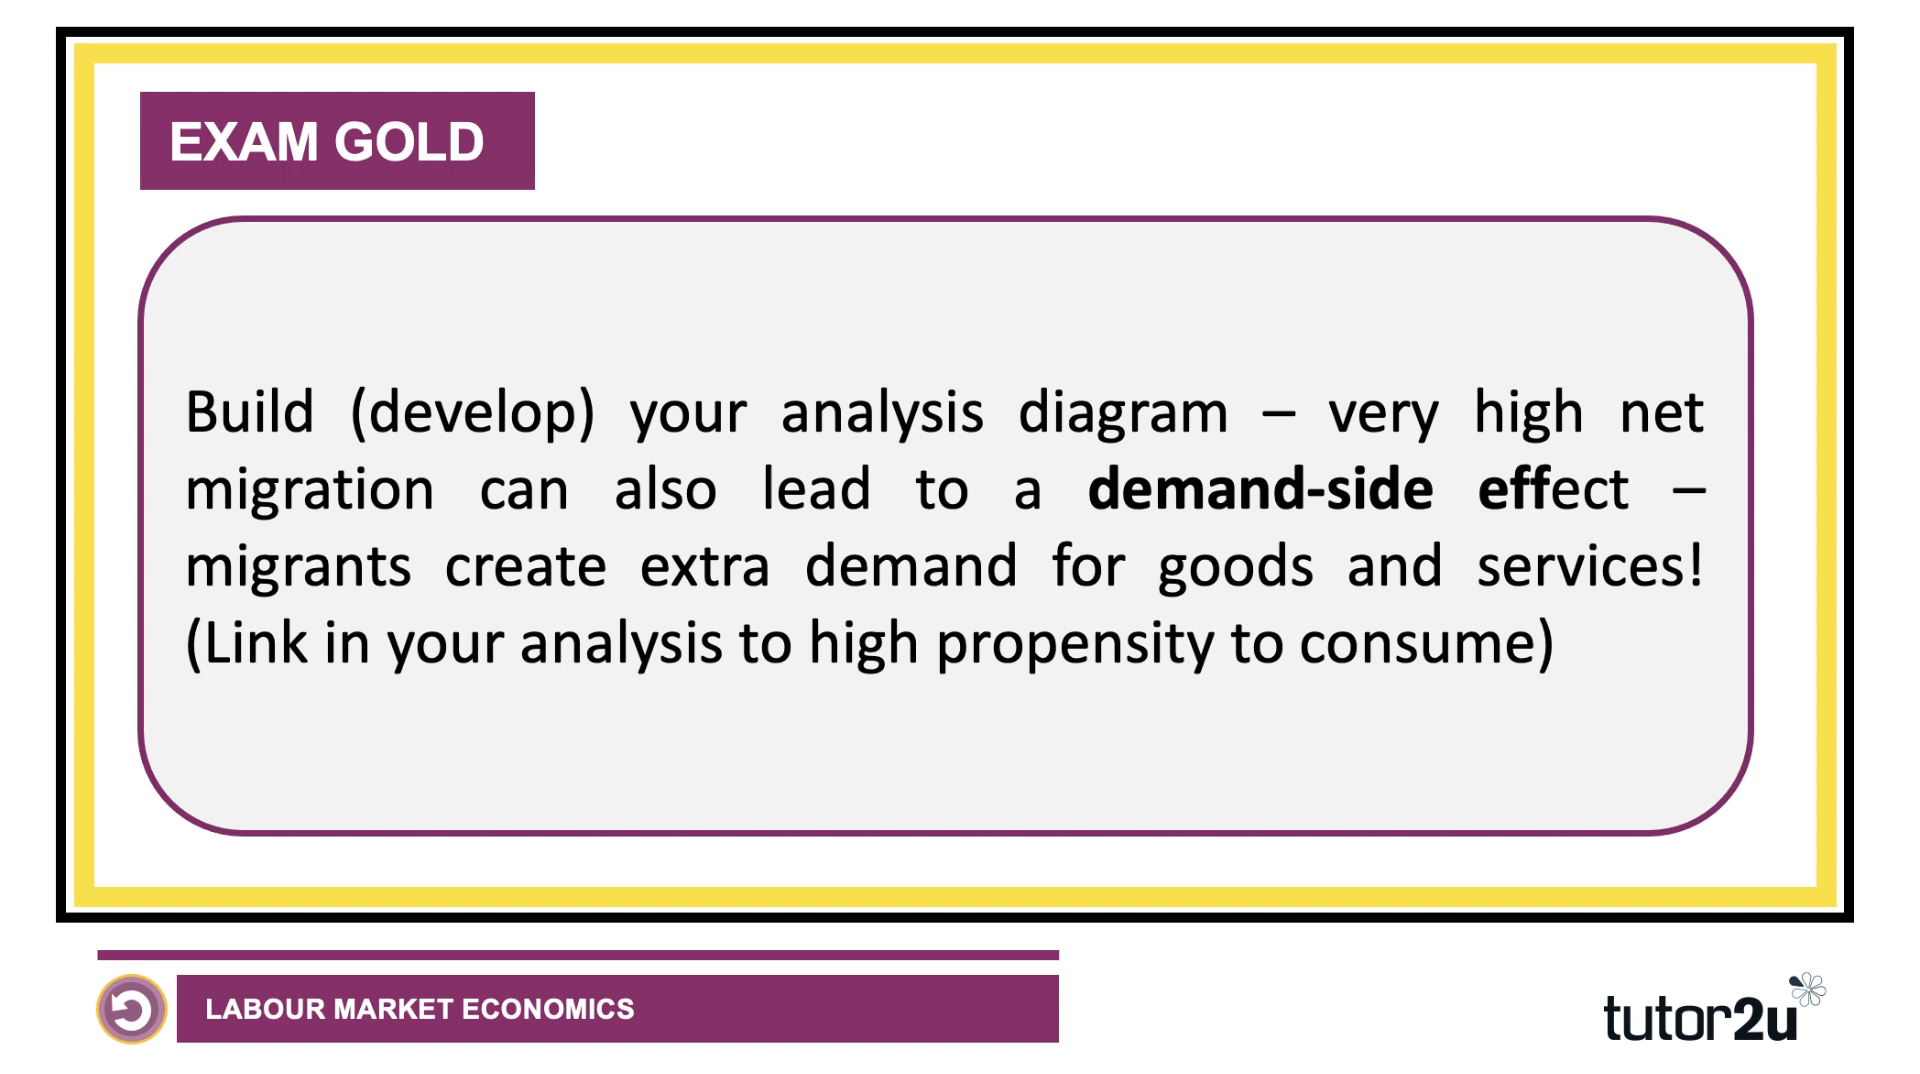 EXAM GOLD
Build (develop) your analysis diagram – very high net
migration can also lead to a demand-side effect –
migrants create extra demand for goods and services!
(Link in your analysis to high propensity to consume)
LABOUR MARKET ECONOMICS
tutor2u